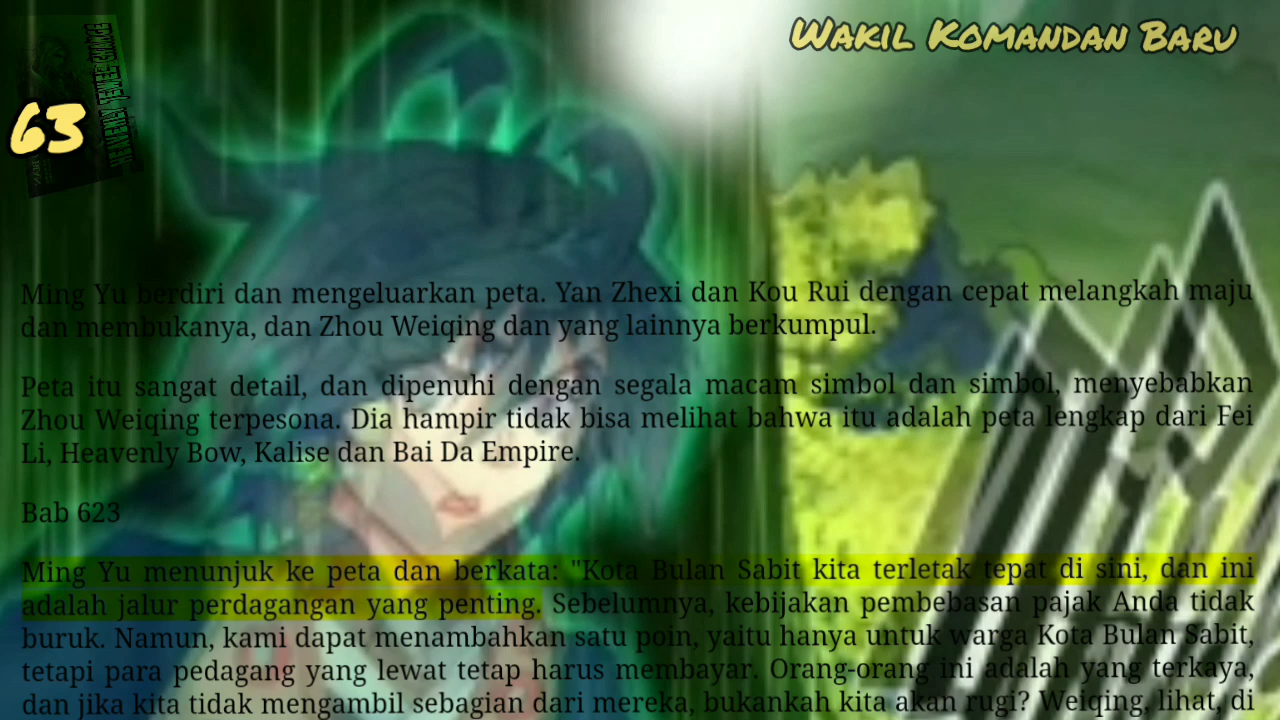 Wakil Komandan Baru
63
HEAVENLY JEWEL CHANGE
Ming Yu berdiri dan mengeluarkan peta. Yan Zhexi dan Kou Rui dengan cepat melangkah maju
dan membukanya, dan Zhou Weiqing dan yang lainnya berkumpul.
Peta itu sangat detail, dan dipenuhi dengan segala macam simbol dan simbol, menyebabkan
Zhou Weiqing terpesona. Dia hampir tidak bisa melihat bahwa itu adalah peta lengkap dari Fei
Li, Heavenly Bow, Kalise dan Bai Da Empire.
Bab 623
Ming Yu menunjuk ke peta dan berkata: "Kota Bulan Sabit kita terletak tepat di sini, dan ini
adalah jalur perdagangan yang penting. Sebelumnya, kebijakan pembebasan pajak Anda tidak
buruk. Namun, kami dapat menambahkan satu poin, yaitu hanya untuk warga Kota Bulan Sabit,
tetapi para pedagang yang lewat tetap harus membayar. Orang-orang ini adalah yang terkaya,
dan jika kita tidak mengambil sebagian dari mereka, bukankah kita akan rugi? Weiqing, lihat, di